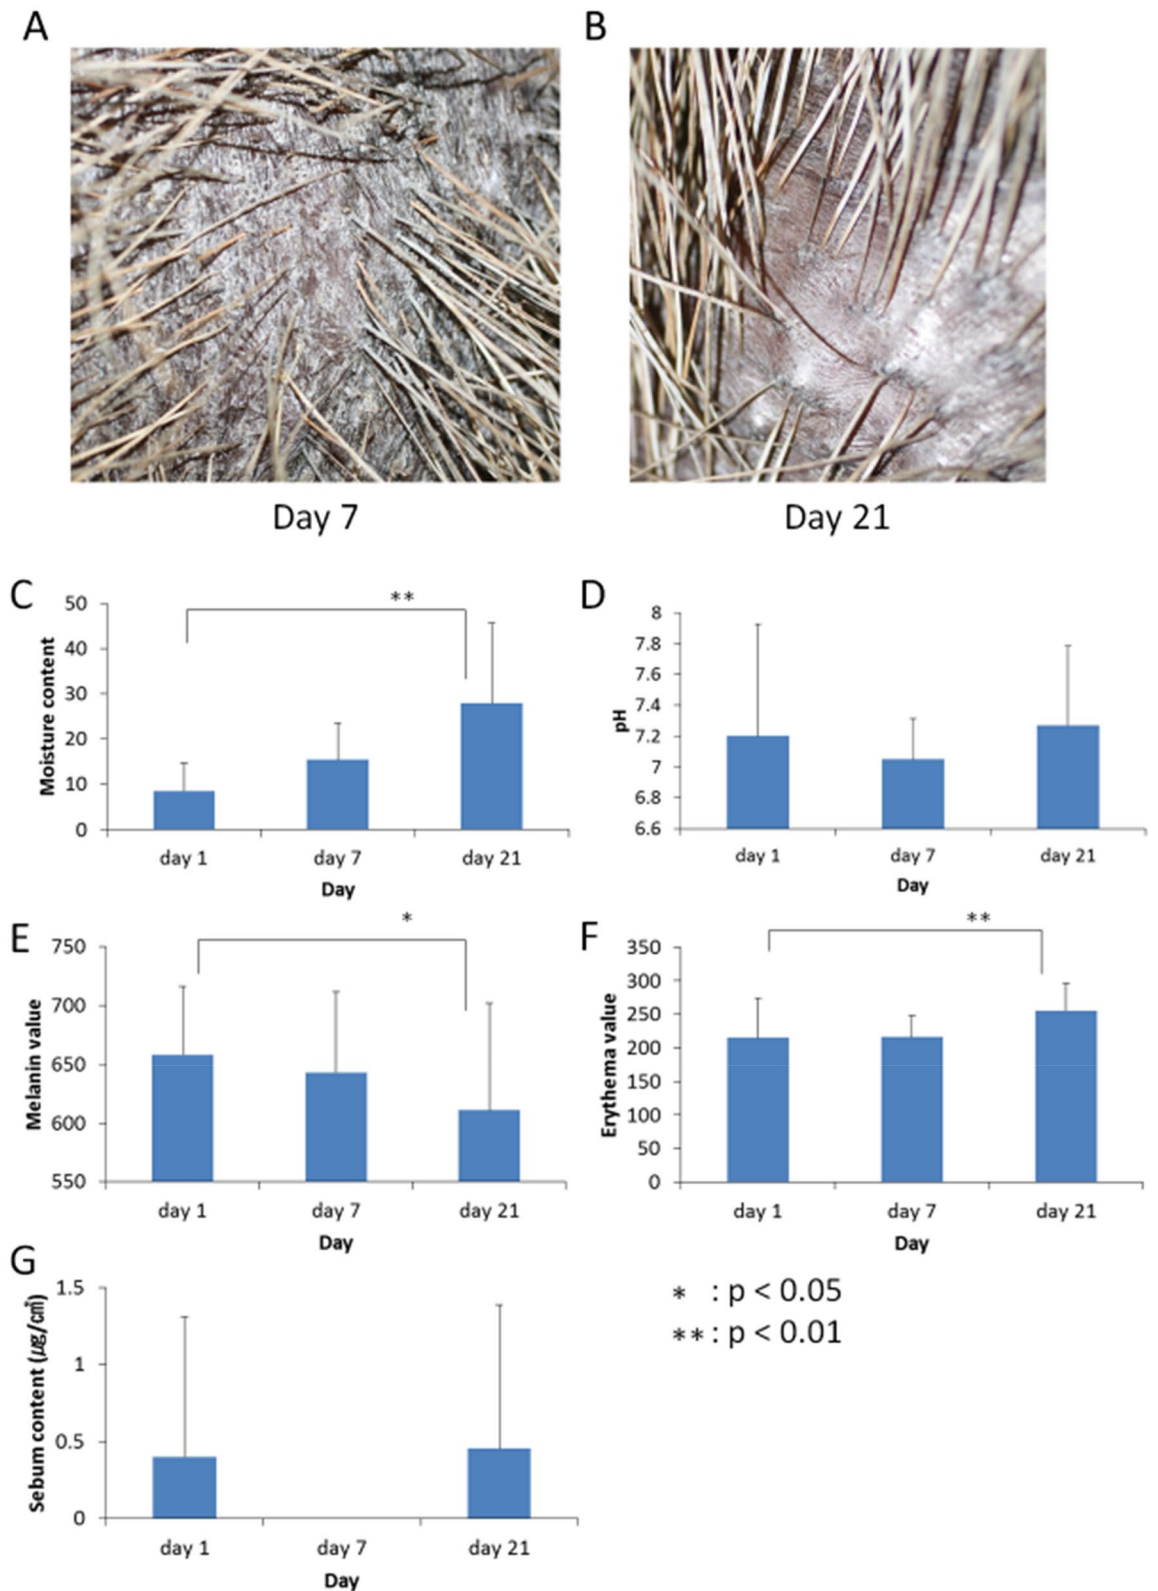 A
B
Day 7
Day 21
C
**
50
40
30
20
10
0
Moisture content
day 1 day 7 day 21
Day
D
8
7.8
7.6
7.4
7.2
7
6.8
6.6
pH
day 1 day 7 day 21
Day
E
*
750
700
650
600
550
Melanin value
day 1 day 7 day 21
Day
F
**
350
300
250
200
150
100
50
0
Erythema value
day 1 day 7 day 21
Day
G
1.5
1
0.5
0
Sebum content (μg/㎠)
day 1 day 7 day 21
Day
* : p < 0.05
** : p < 0.01